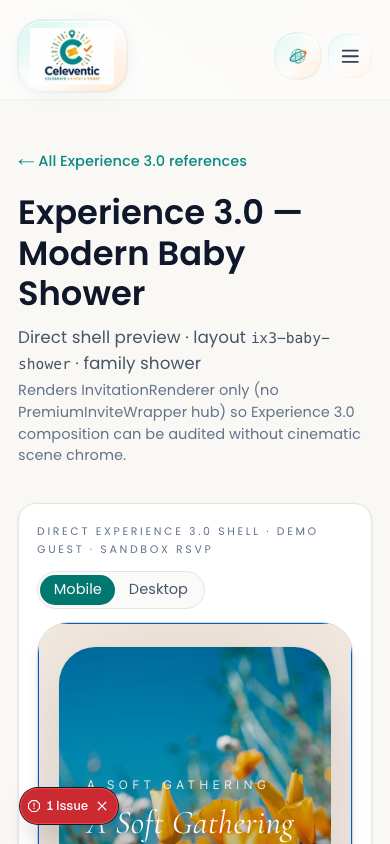 Celeventic
← All Experience 3.0 references
Experience 3.0 —
Modern Baby
Shower
Direct shell preview · layout ix3-baby-
shower · family shower
Renders InvitationRenderer only (no
PremiumInviteWrapper hub) so Experience 3.0
composition can be audited without cinematic
scene chrome.
DIRECT EXPERIENCE 3.0 SHELL · DEMO
GUEST · SANDBOX RSVP
Mobile Desktop
A SOFT GATHERING
A Soft Gathering
1 Issue